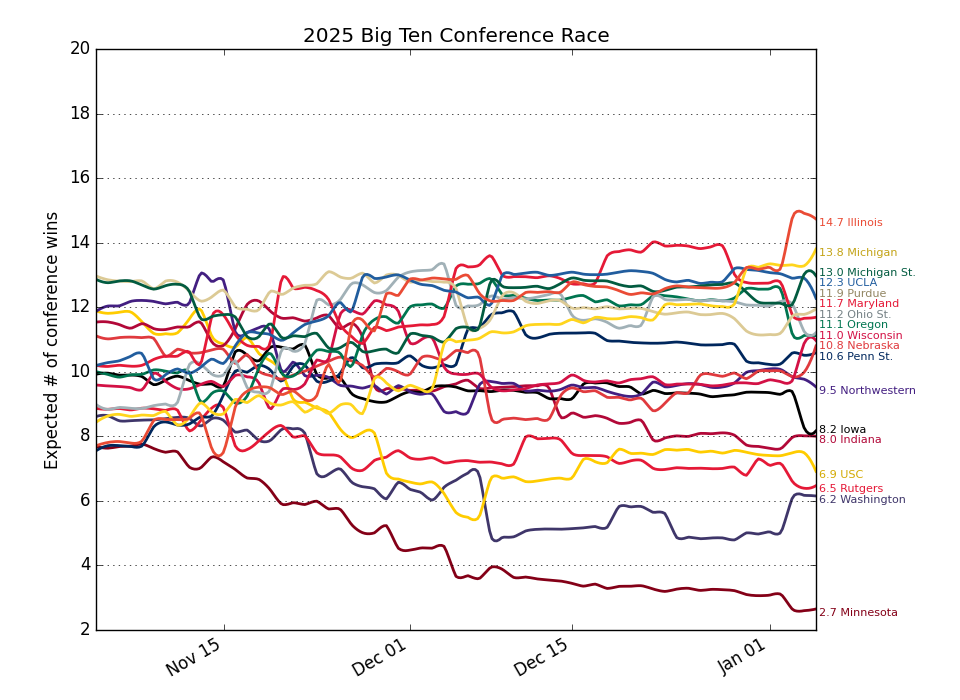 2025 Big Ten Conference Race
Expected # of conference wins
20
18
16
14
12
10
8
6
4
2
Nov 15
Dec 01
Dec 15
Jan 01
14.7 Illinois
13.8 Michigan
13.0 Michigan St.
12.3 UCLA
11.9 Purdue
11.7 Maryland
11.2 Ohio St.
11.1 Oregon
11.0 Wisconsin
10.8 Nebraska
10.6 Penn St.
9.5 Northwestern
8.2 Iowa
8.0 Indiana
6.9 USC
6.5 Rutgers
6.2 Washington
2.7 Minnesota